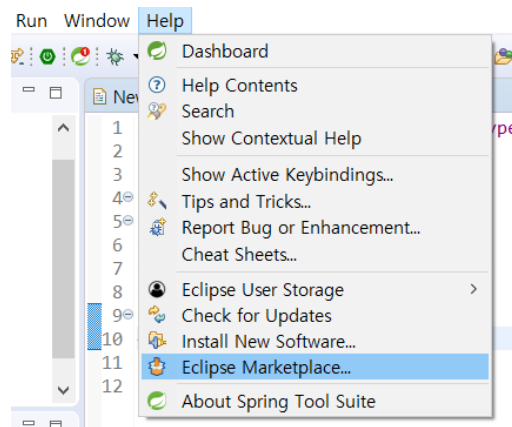 Run Window Help
Dashboard
Help Contents
Search
Show Contextual Help
Show Active Keybindings...
Tips and Tricks...
Report Bug or Enhancement...
Cheat Sheets...
Eclipse User Storage
Check for Updates
Install New Software...
Eclipse Marketplace...
About Spring Tool Suite
1
2
3
4
5
6
7
8
9
10
11
12